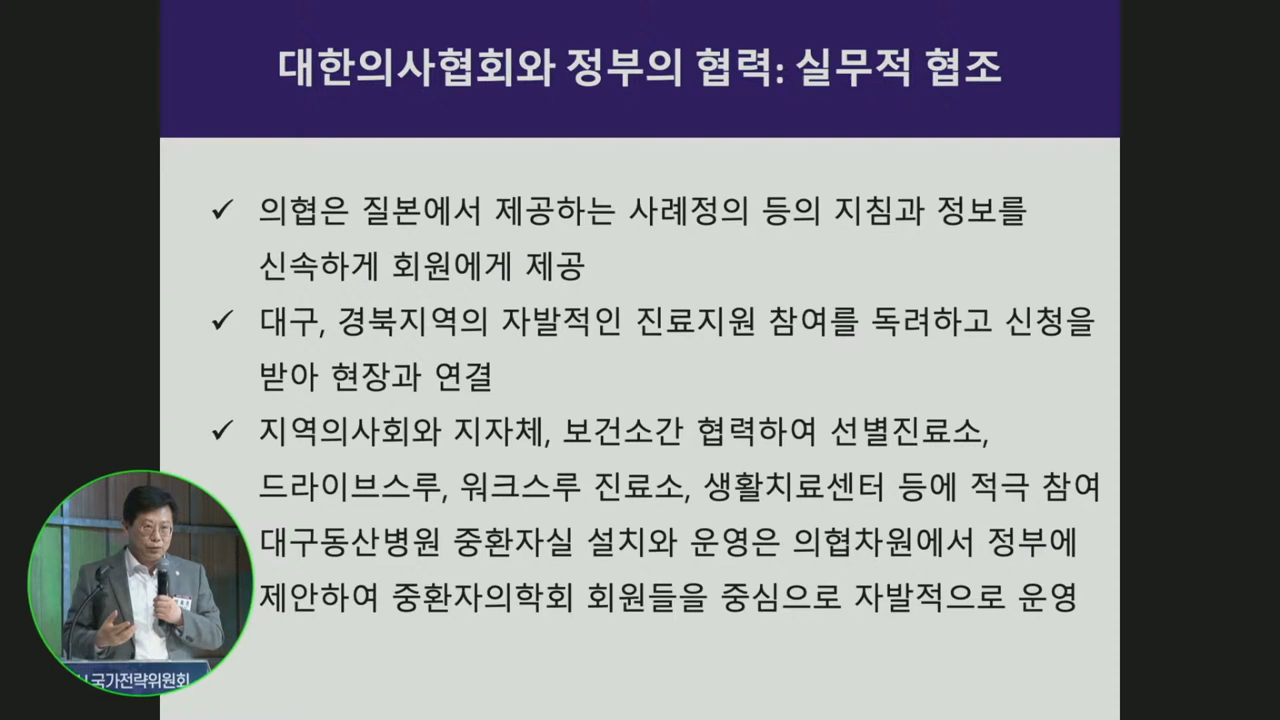 대한의사협회와 정부의 협력: 실무적 협조
✓ 의협은 질본에서 제공하는 사례정의 등의 지침과 정보를
신속하게 회원에게 제공
✓ 대구, 경북지역의 자발적인 진료지원 참여를 독려하고 신청을
받아 현장과 연결
✓ 지역의사회와 지자체, 보건소간 협력하여 선별진료소,
드라이브스루, 워크스루 진료소, 생활치료센터 등에 적극 참여
대구동산병원 중환자실 설치와 운영은 의협차원에서 정부에
제안하여 중환자의학회 회원들을 중심으로 자발적으로 운영
국가전략위원회